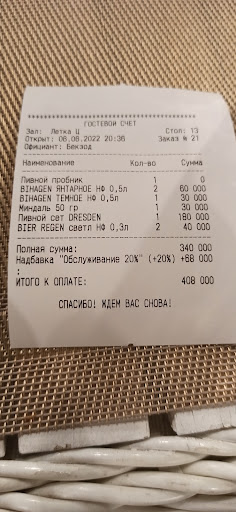 ГОСТЕВОЙ СЧЕТ
Зал: Летка Ц Стол: 13
Открыт: 06.08.2022 20:36 Заказ № 21
Официант: Бекзод
Наименование Кол-во Сумма
Пивной пробник 1 0
BIHAGEN ЯНТАРНОЕ НФ 0,5л 2 60 000
BIHAGEN ТЕМНОЕ НФ 0,5л 1 30 000
Миндаль 50 гр 1 30 000
Пивной сет DRESDEN 1 180 000
BIER REGEN светл НФ 0,3л 2 40 000
Полная сумма: 340 000
Надбавка "Обслуживание 20%" (+20%) +68 000
:
ИТОГО К ОПЛАТЕ: 408 000
СПАСИБО! ЖДЕМ ВАС СНОВА!